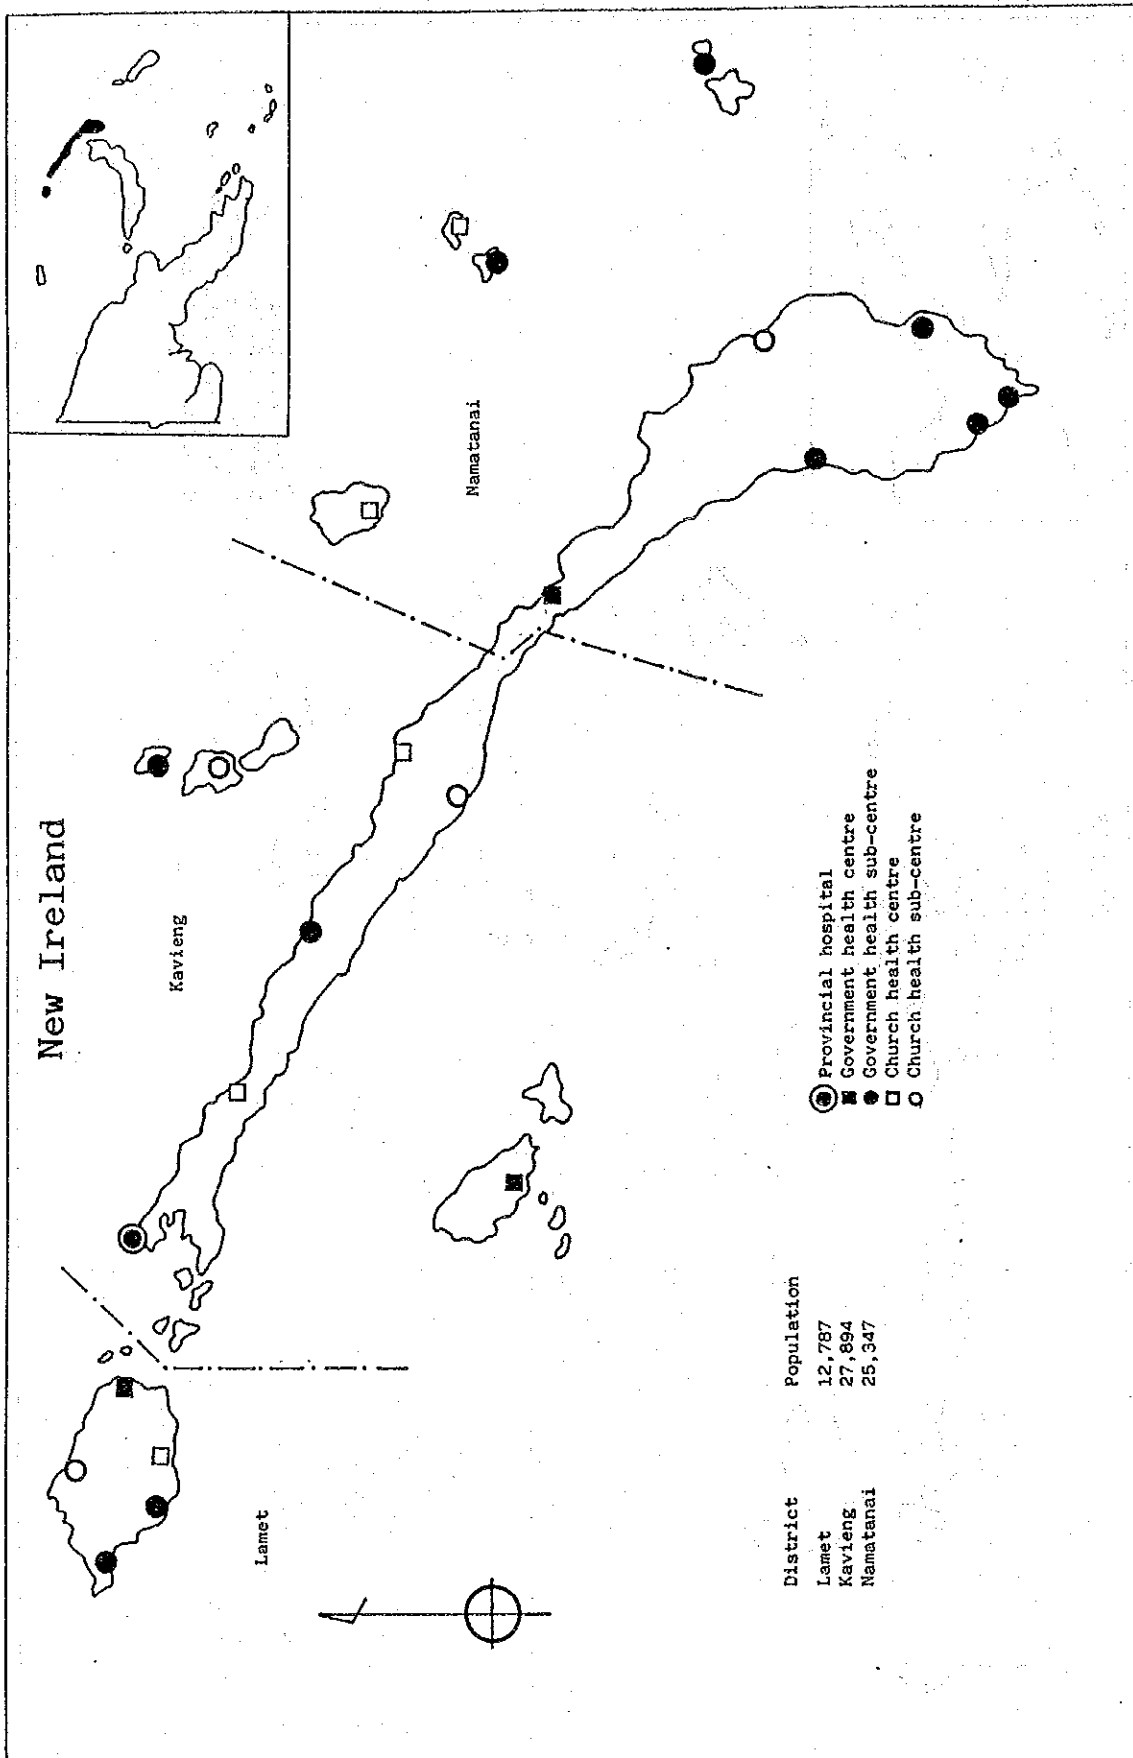 New Ireland
Kavieng
Namatanai
Lamet
Provincial hospital
Government health centre
Government health sub-centre
Church health centre
Church health sub-centre
District Population
Lamet 12,787
Kavieng 27,894
Namatanai 25,347